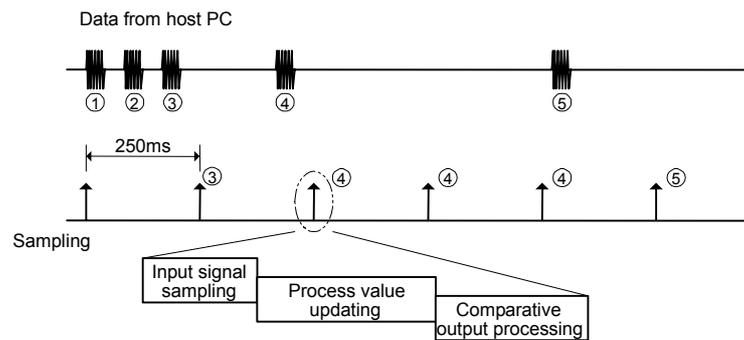 Data from host PC
① ② ③ ④ ⑤
250ms
③ ④ ④ ④ ⑤
Sampling
Input signal
sampling
Process value
updating
Comparative
output processing